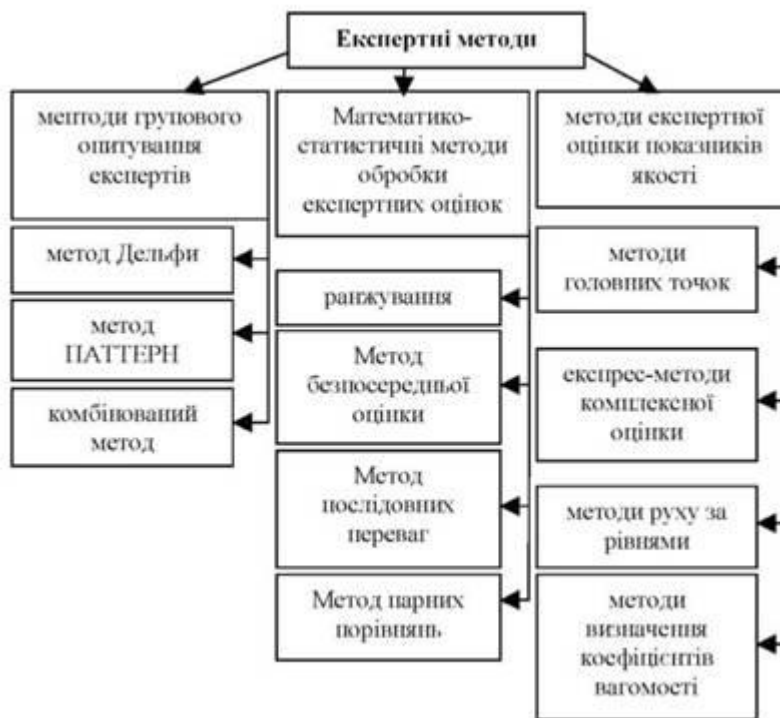 Експертні методи
ментоди групового
опитування
експертів
метод Дельфи
метод
ПАТТЕРН
комбінований
метод
Математико-
статистичні методи
обробки
експертних оцінок
ранжування
Метод
безпосередньої
оцінки
Метод
послідовних
переваг
Метод парних
порівнянь
методи експертної
оцінки показників
якості
методи
головних точок
експрес-методи
комплексної
оцінки
методи руху за
рівнями
методи
визначення
коефіцієнтів
вагомості